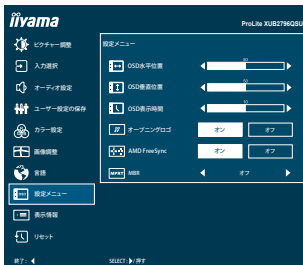 iiyama
ProLite XUB2796QSU
ピクチャー調整
入力選択
オーディオ設定
ユーザー設定の保存
カラー設定
画像調整
言語
設定メニュー
表示情報
リセット
設定メニュー
OSD水平位置
50
OSD垂直位置
50
OSD表示時間
10
オープニングロゴ
オン
オフ
AMD FreeSync
オン
オフ
MPRT
MBR
オフ
終了:
SELECT: / 押す